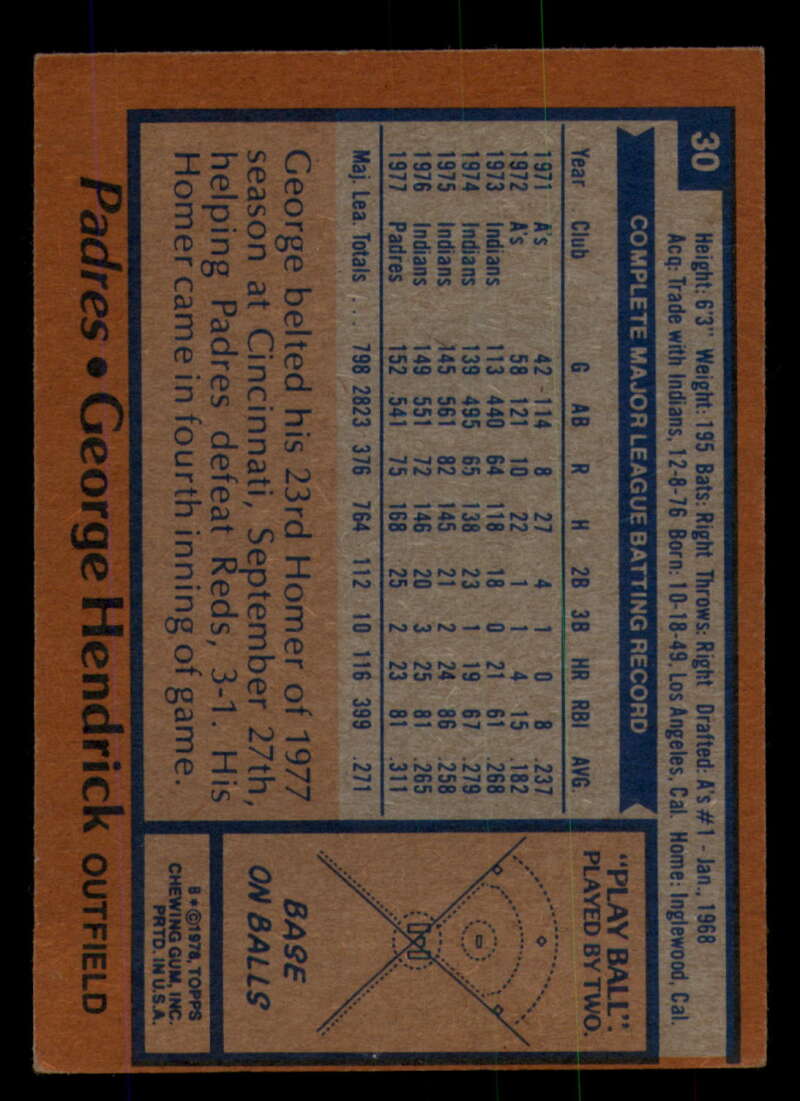 30
Height: 6'3" Weight: 195 Bats: Right Throws: Right Drafted: A's #1 - Jan., 1968
Acq: Trade with Indians, 12-8-76 Born: 10-18-49, Los Angeles, Cal. Home: Inglewood, Cal.
COMPLETE MAJOR LEAGUE BATTING RECORD
Year Club G AB R H 2B 3B HR RBI AVG.
1971 A's 42 114 8 27 4 1 0 8 .237
1972 A's 58 121 10 22 1 1 4 15 .182
1973 Indians 113 440 64 118 18 0 21 61 .268
1974 Indians 139 495 65 138 23 1 19 67 .279
1975 Indians 145 561 82 145 21 2 24 86 .258
1976 Indians 149 551 72 146 20 3 25 81 .265
1977 Padres 152 541 75 168 25 2 23 81 .311
Maj. Lea. Totals ... 798 2823 376 764 112 10 116 399 .271
George belted his 23rd Homer of 1977
season at Cincinnati, September 27th,
helping Padres defeat Reds, 3-1. His
Homer came in fourth inning of game.
"PLAY BALL".
PLAYED BY TWO.
BASE
ON BALLS
B*©1978, TOPPS
CHEWING GUM, INC.
PRTD. IN U.S.A.
Padres • George Hendrick OUTFIELD